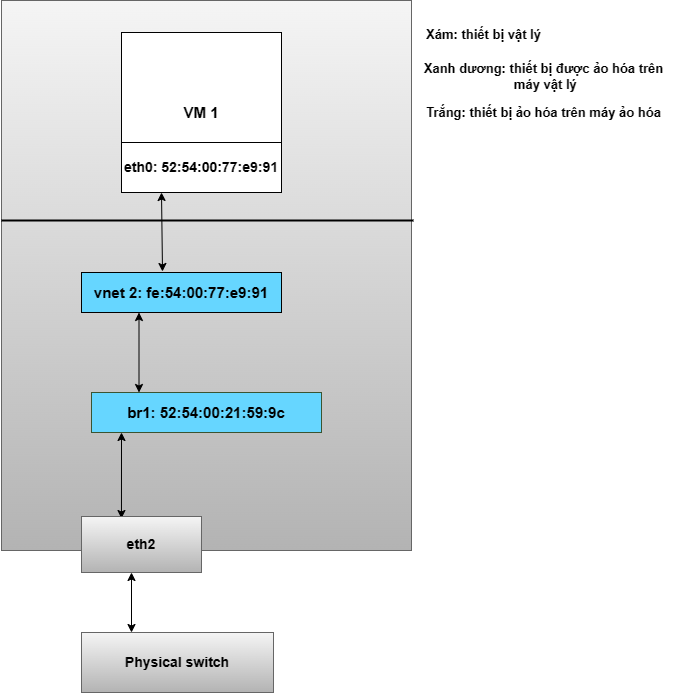 Xám: thiết bị vật lý
Xanh dương: thiết bị được ảo hóa trên
máy vật lý
Trắng: thiết bị ảo hóa trên máy ảo hóa
VM 1
eth0: 52:54:00:77:e9:91
vnet 2: fe:54:00:77:e9:91
br1: 52:54:00:21:59:9c
eth2
Physical switch